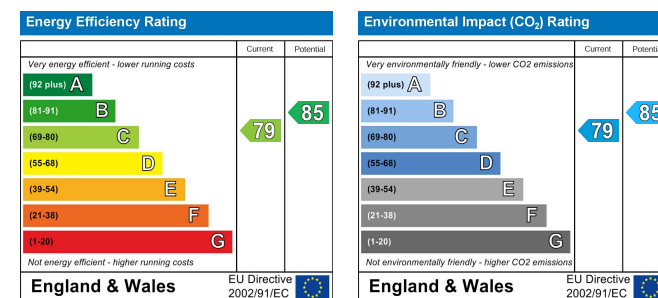 Energy Efficiency Rating
Current Potential
Very energy efficient - lower running costs
(92 plus) A
(81-91) B
(69-80) C
(55-68) D
(39-54) E
(21-38) F
(1-20) G
79
85
Not energy efficient - higher running costs
England & Wales
EU Directive
2002/91/EC
Environmental Impact (CO₂) Rating
Current Potentia
Very environmentally friendly - lower CO2 emissions
(92 plus) A
(81-91) B
(69-80) C
(55-68) D
(39-54) E
(21-38) F
(1-20) G
79
85
Not environmentally friendly - higher CO2 emissions
England & Wales
EU Directive
2002/91/EC